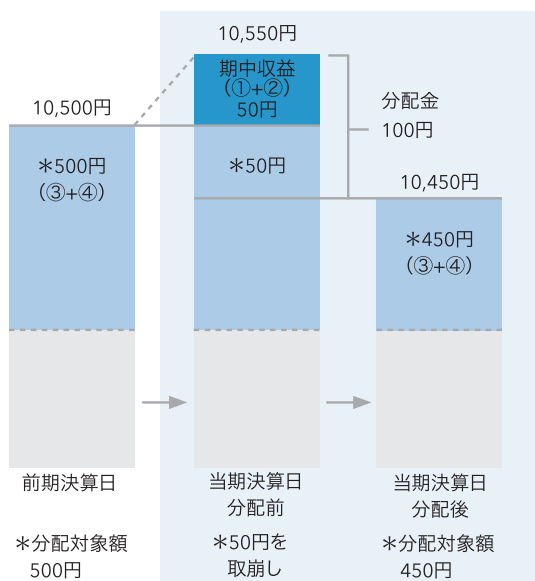 10,550円
期中収益
（①+②）
50円
分配金
100円
10,500円
＊500円
（③+④）
＊50円
10,450円
＊450円
（③+④）
前期決算日
当期決算日
分配前
当期決算日
分配後
＊分配対象額
500円
＊50円を
取崩し
＊分配対象額
450円